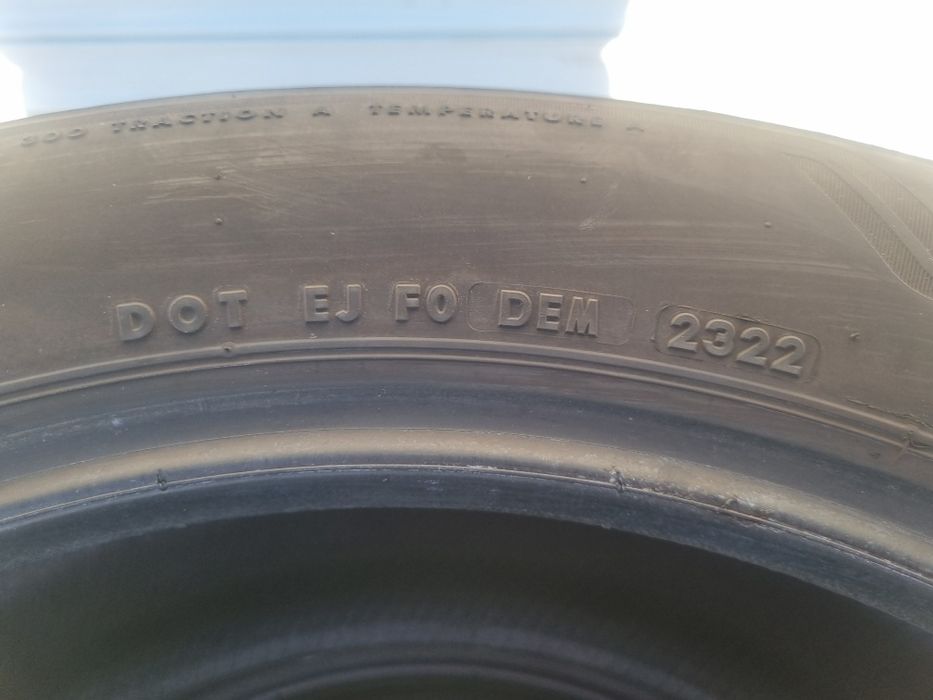 TRACTION A TEMPERATURE A
DOT EJ F0 DEM 2322